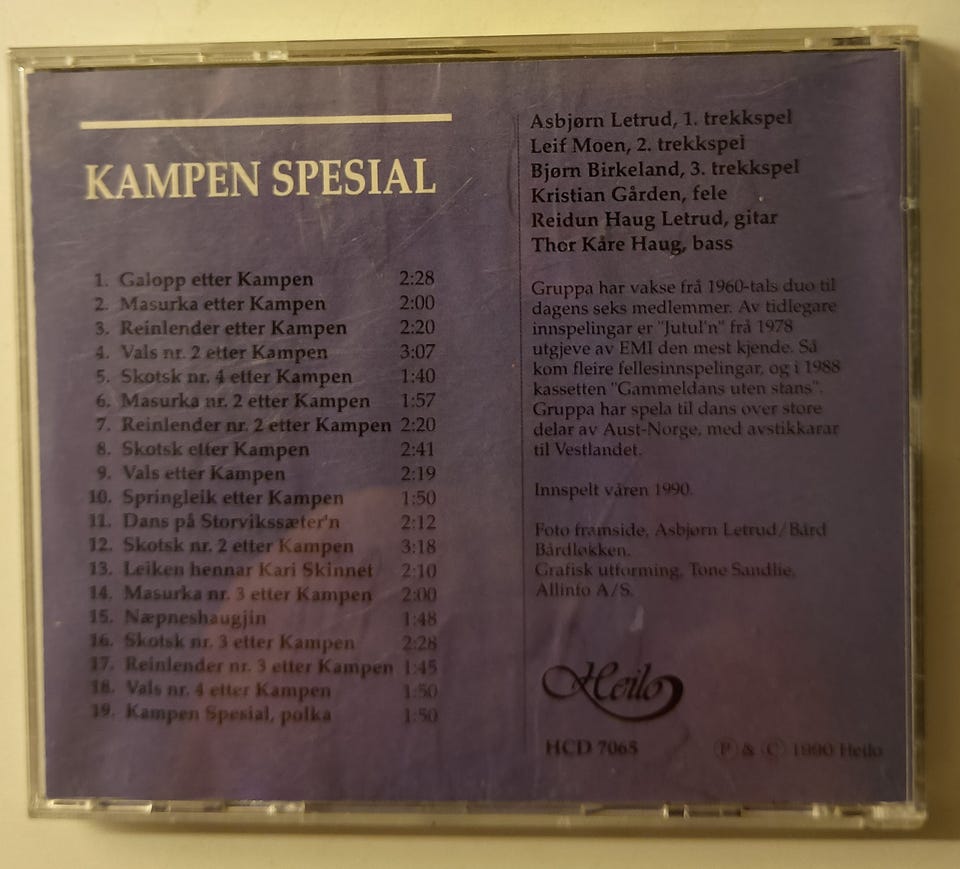 KAMPEN SPESIAL
1. Galopp etter Kampen 2:28
2. Masurka etter Kampen 2:00
3. Reinlender etter Kampen 2:20
4. Vals nr. 2 etter Kampen 3:07
5. Skotsk nr. 4 etter Kampen 1:40
6. Masurka nr. 2 etter Kampen 1:57
7. Reinlender nr. 2 etter Kampen 2:20
8. Skotsk etter Kampen 2:41
9. Vals etter Kampen 2:19
10. Springleik etter Kampen 1:50
11. Dans på Storvikssæter'n 2:12
12. Skotsk nr. 2 etter Kampen 3:18
13. Leiken hennar Kari Skinnet 2:10
14. Masurka nr. 3 etter Kampen 2:00
15. Næpneshaugjin 1:48
16. Skotsk nr. 3 etter Kampen 2:28
17. Reinlender nr. 3 etter Kampen 1:45
18. Vals nr. 4 etter Kampen 1:50
19. Kampen Spesial, polka 1:50
Asbjørn Letrud, 1. trekkspel
Leif Moen, 2. trekkspel
Bjørn Birkeland, 3. trekkspel
Kristian Gården, fele
Reidun Haug Letrud, gitar
Thor Kåre Haug, bass
Gruppa har vakse frå 1960-tals duo til
dagens seks medlemmer. Av tidlegare
innspelingar er "Jutul'n" frå 1978
utgjeve av EMI den mest kjende. Så
kom fleire fellesinnspelingar, og i 1988
kassetten "Gammeldans uten stans".
Gruppa har spela til dans over store
delar av Aust-Norge, med avstikkarar
til Vestlandet.
Innspelt våren 1990.
Foto framside, Asbjørn Letrud/Bård
Bårdløkken.
Grafisk utforming, Tone Sandlie,
Allinfo A/S.
Heilo
HCD 7065 Ⓟ & © 1990 Heilo